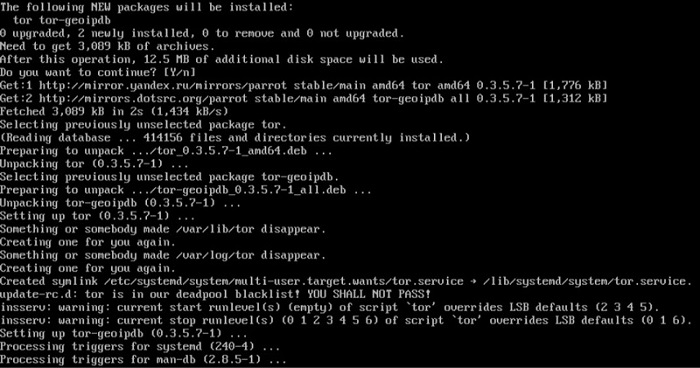 The following NEW packages will be installed:
  tor tor-geoipdb
0 upgraded, 2 newly installed, 0 to remove and 0 not upgraded.
Need to get 3,089 kB of archives.
After this operation, 12.5 MB of additional disk space will be used.
Do you want to continue? [Y/n]
Get:1 http://mirror.yandex.ru/mirrors/parrot stable/main amd64 tor amd64 0.3.5.7-1 [1,776 kB]
Get:2 http://mirrors.dotsrc.org/parrot stable/main amd64 tor-geoipdb all 0.3.5.7-1 [1,312 kB]
Fetched 3,089 kB in 2s (1,434 kB/s)
Selecting previously unselected package tor.
(Reading database ... 414156 files and directories currently installed.)
Preparing to unpack .../tor_0.3.5.7-1_amd64.deb ...
Unpacking tor (0.3.5.7-1) ...
Selecting previously unselected package tor-geoipdb.
Preparing to unpack .../tor-geoipdb_0.3.5.7-1_all.deb ...
Unpacking tor-geoipdb (0.3.5.7-1) ...
Setting up tor (0.3.5.7-1) ...
Something or somebody made /var/lib/tor disappear.
Creating one for you again.
Something or somebody made /var/log/tor disappear.
Creating one for you again.
Created symlink /etc/systemd/system/multi-user.target.wants/tor.service → /lib/systemd/system/tor.service.
update-rc.d: tor is in our deadpool blacklist! YOU SHALL NOT PASS!
insserv: warning: current start runlevel(s) (empty) of script `tor' overrides LSB defaults (2 3 4 5).
insserv: warning: current stop runlevel(s) (0 1 2 3 4 5 6) of script `tor' overrides LSB defaults (0 1 6).
Setting up tor-geoipdb (0.3.5.7-1) ...
Processing triggers for systemd (240-4) ...
Processing triggers for man-db (2.8.5-1) ...